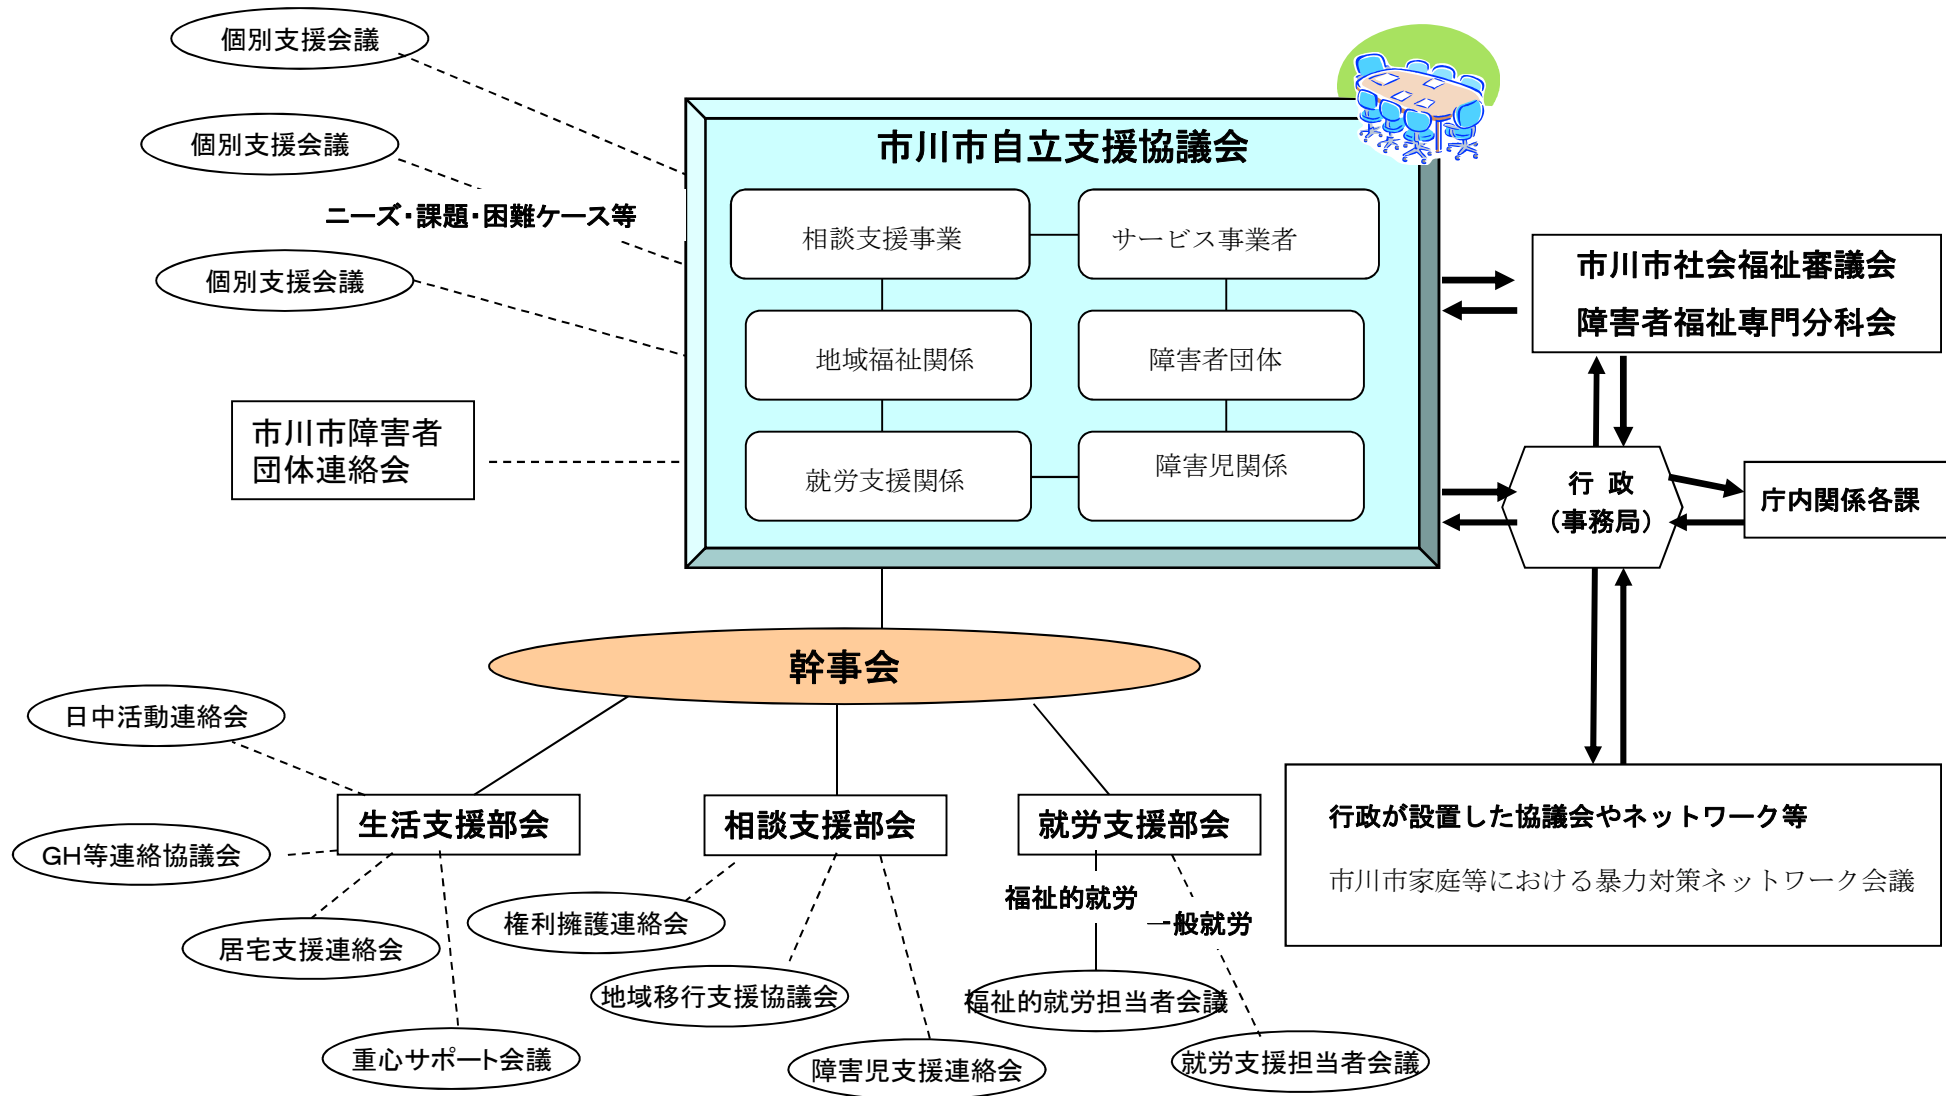 個別支援会議
個別支援会議
ニーズ・課題・困難ケース等
個別支援会議
市川市障害者
団体連絡会
市川市自立支援協議会
相談支援事業
サービス事業者
地域福祉関係
障害者団体
就労支援関係
障害児関係
市川市社会福祉審議会
障害者福祉専門分科会
行 政
（事務局）
庁内関係各課
幹事会
日中活動連絡会
GH等連絡協議会
居宅支援連絡会
重心サポート会議
生活支援部会
相談支援部会
就労支援部会
権利擁護連絡会
地域移行支援協議会
障害児支援連絡会
福祉的就労
一般就労
福祉的就労担当者会議
就労支援担当者会議
行政が設置した協議会やネットワーク等
市川市家庭等における暴力対策ネットワーク会議